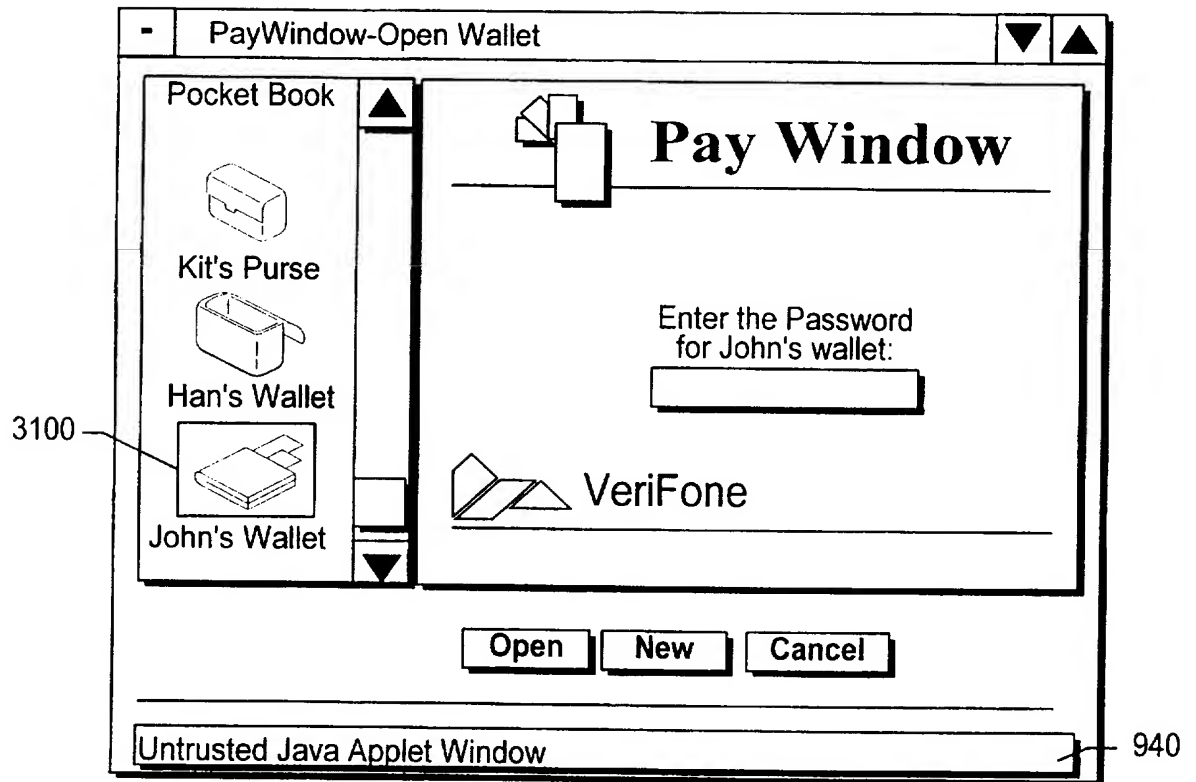 PayWindow-Open Wallet
Pocket Book
Kit's Purse
Han's Wallet
3100
John's Wallet
Pay Window
Enter the Password
for John's wallet:
VeriFone
Open New Cancel
Untrusted Java Applet Window
940